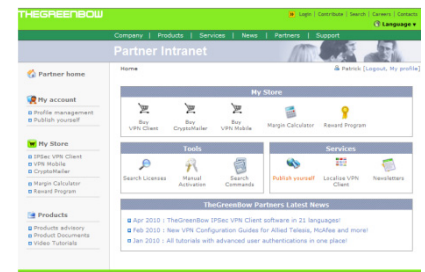 THEGREENBOW
Login | Contribute | Search | Careers | Contacts
Language
Company | Products | Services | News | Partners | Support
Partner Intranet
Partner home
Home
Patrick [Logout, My profile]
My account
Profile management
Publish yourself
My Store
IPSec VPN Client
VPN Mobile
CryptoMailer
Margin Calculator
Reward Program
Products
Products advisory
Product Documents
Video Tutorials
My Store
Buy VPN Client
Buy CryptoMailer
Buy VPN Mobile
Margin Calculator
Reward Program
Tools
Search Licenses
Manual Activation
Search Commands
Services
Publish yourself
Localise VPN Client
Newsletters
TheGreenBow Partners Latest News
Apr 2010 : TheGreenBow IPSec VPN Client software in 21 languages!
Feb 2010 : New VPN Configuration Guides for Allied Telesis, McAfee and more!
Jan 2010 : All tutorials with advanced user authentications in one place!